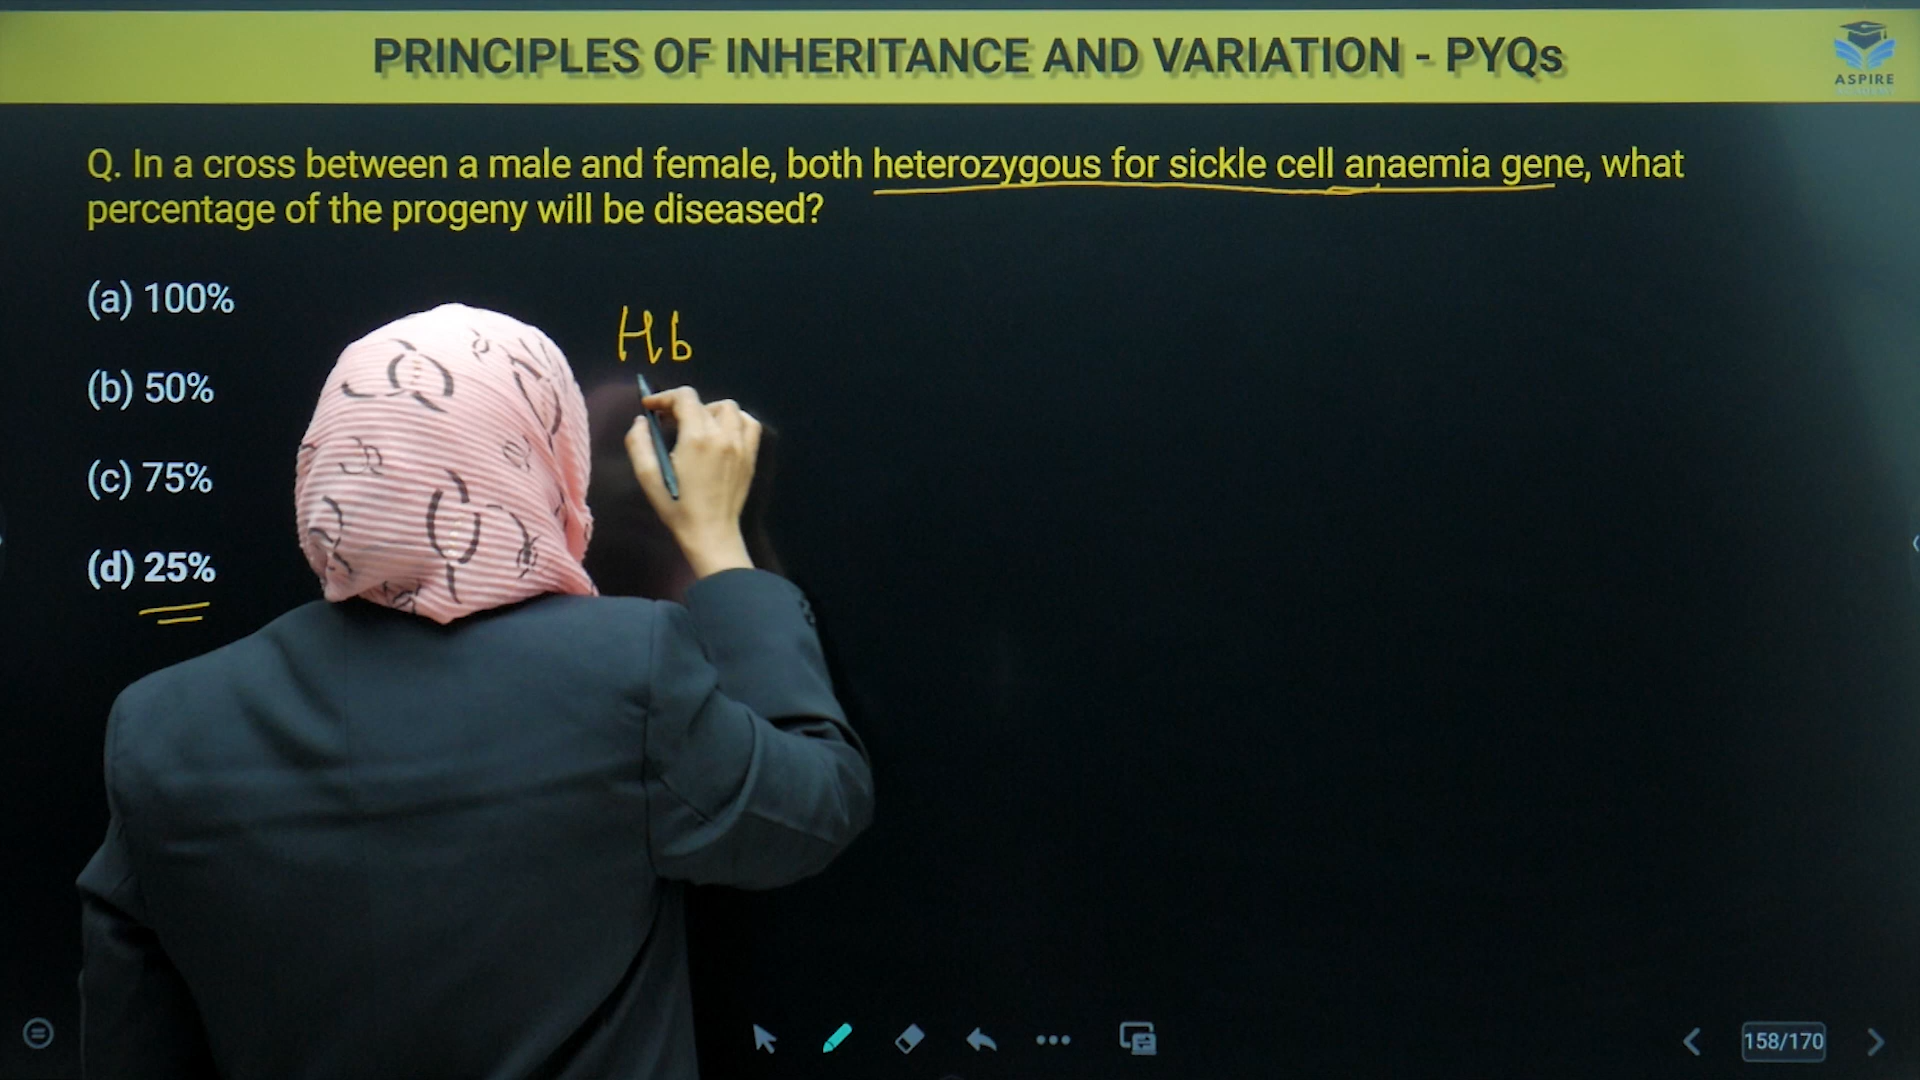 PRINCIPLES OF INHERITANCE AND VARIATION - PYQs
ASPIRE
Q. In a cross between a male and female, both heterozygous for sickle cell anaemia gene, what
percentage of the progeny will be diseased?
(a) 100%
(b) 50%
(c) 75%
(d) 25%
Hb
158/170